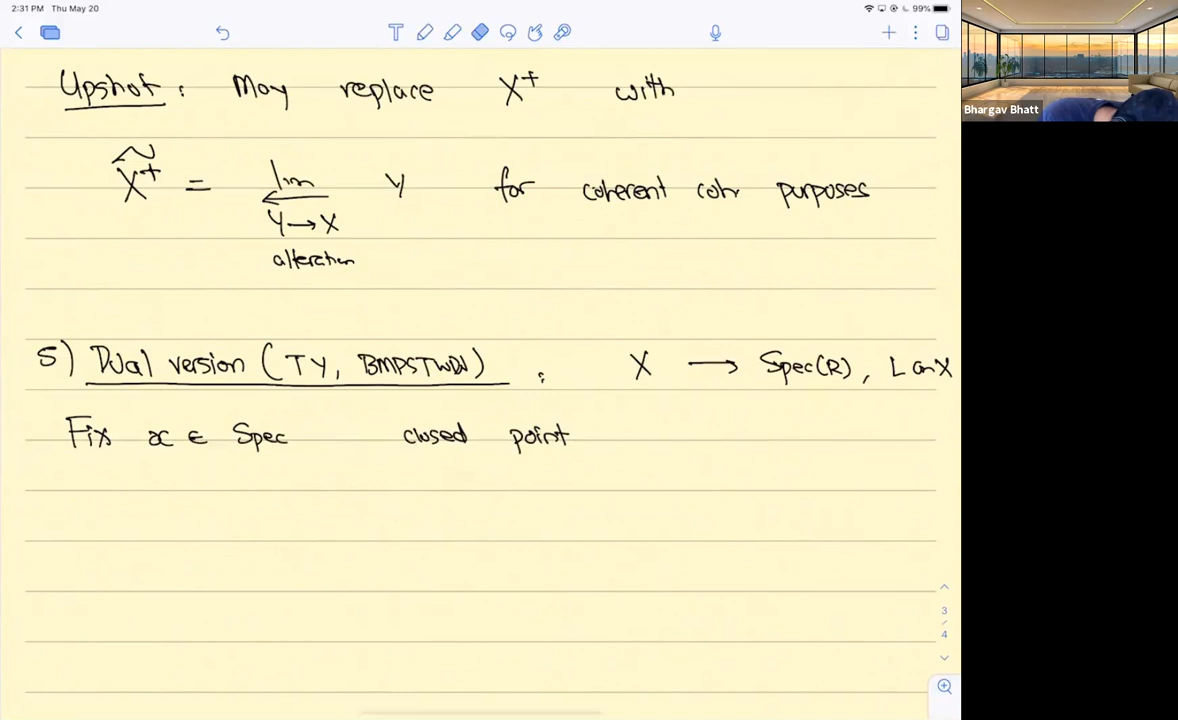 2:31 PM Thu May 20
99%
Upshot : May replace X⁺ with
X̃⁺ = lim Y for coherent coh purposes
Y → X
alteration
5) Dual version (TY, BMPSTWW) : X → Spec(R), L on X
Fix x ∈ Spec closed point
3
/
4
Bhargav Bhatt